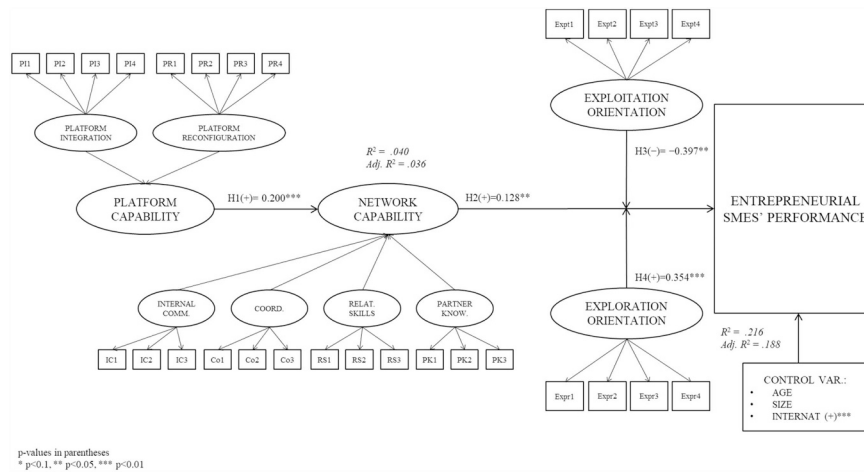 Expt1 Expt2 Expt3 Expt4
PI1 PI2 PI3 PI4 PR1 PR2 PR3 PR4
EXPLOITATION
ORIENTATION
PLATFORM
INTEGRATION
PLATFORM
RECONFIGURATION
R² = .040
Adj. R² = .036
H3(−)= −0.397**
PLATFORM
CAPABILITY
H1(+)= 0.200***
NETWORK
CAPABILITY
H2(+)=0.128**
ENTREPRENEURIAL
SMES' PERFORMANCE
H4(+)=0.354***
INTERNAL
COMM.
COORD.
RELAT.
SKILLS
PARTNER
KNOW.
EXPLORATION
ORIENTATION
IC1 IC2 IC3 Co1 Co2 Co3 RS1 RS2 RS3 PK1 PK2 PK3
R² = .216
Adj. R² = .188
Expr1 Expr2 Expr3 Expr4
CONTROL VAR.:
• AGE
• SIZE
• INTERNAT (+)***
p-values in parentheses
* p<0.1, ** p<0.05, *** p<0.01